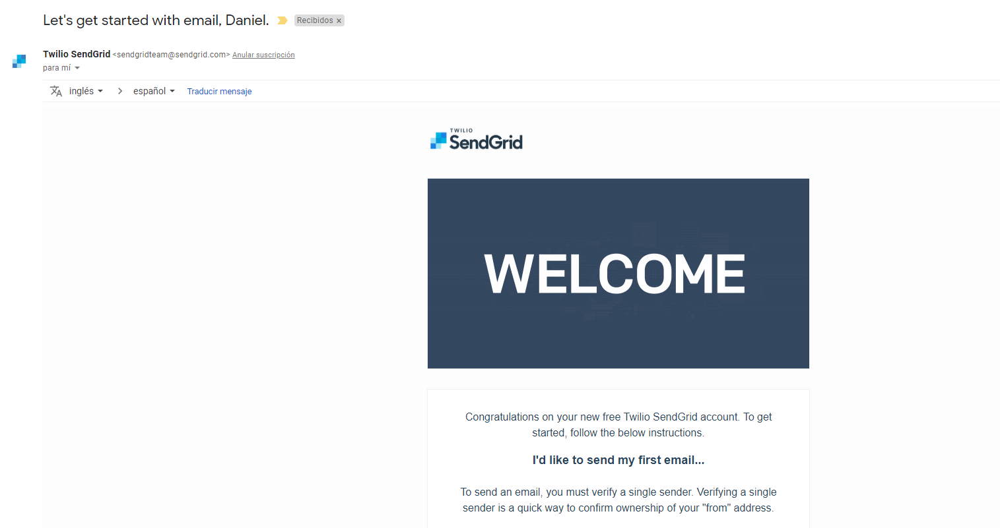 Let's get started with email, Daniel.
Recibidos ×
Twilio SendGrid <sendgridteam@sendgrid.com> Anular suscripción
para mí
inglés
español
Traducir mensaje
TWILIO
SendGrid
WELCOME
Congratulations on your new free Twilio SendGrid account. To get
started, follow the below instructions.
I'd like to send my first email...
To send an email, you must verify a single sender. Verifying a single
sender is a quick way to confirm ownership of your "from" address.